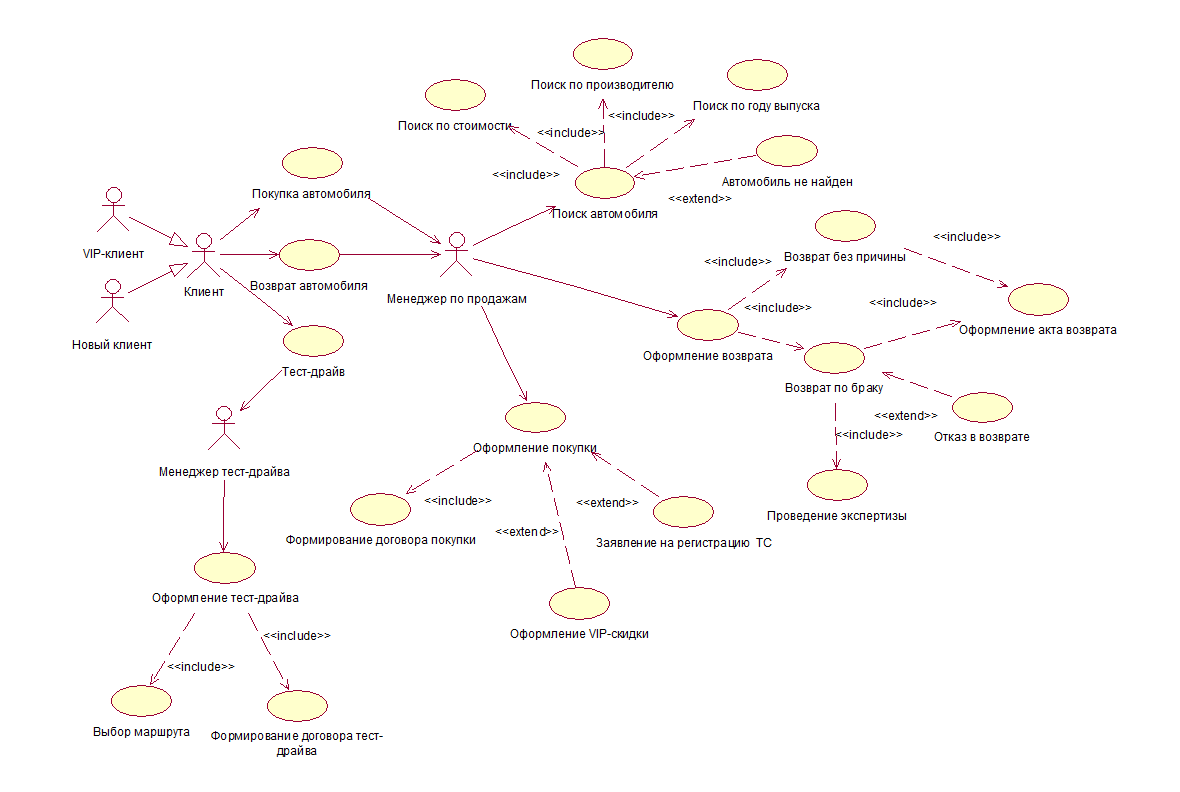 Поиск по производителю
Поиск по году выпуска
<<include>>
Поиск по стоимости
<<include>>
<<include>>
Автомобиль не найден
<<extend>>
Поиск автомобиля
Покупка автомобиля
VIP-клиент
Клиент
Возврат автомобиля
Менеджер по продажам
Новый клиент
Тест-драйв
<<include>>
Возврат без причины
<<include>>
<<include>>
<<include>>
Оформление акта возврата
Оформление возврата
Возврат по браку
<<extend>>
Отказ в возврате
<<include>>
Проведение экспертизы
Менеджер тест-драйва
Оформление покупки
<<include>>
<<extend>>
<<extend>>
Формирование договора покупки
Заявление на регистрацию ТС
Оформление VIP-скидки
Оформление тест-драйва
<<include>>
<<include>>
Выбор маршрута
Формирование договора тест-
драйва